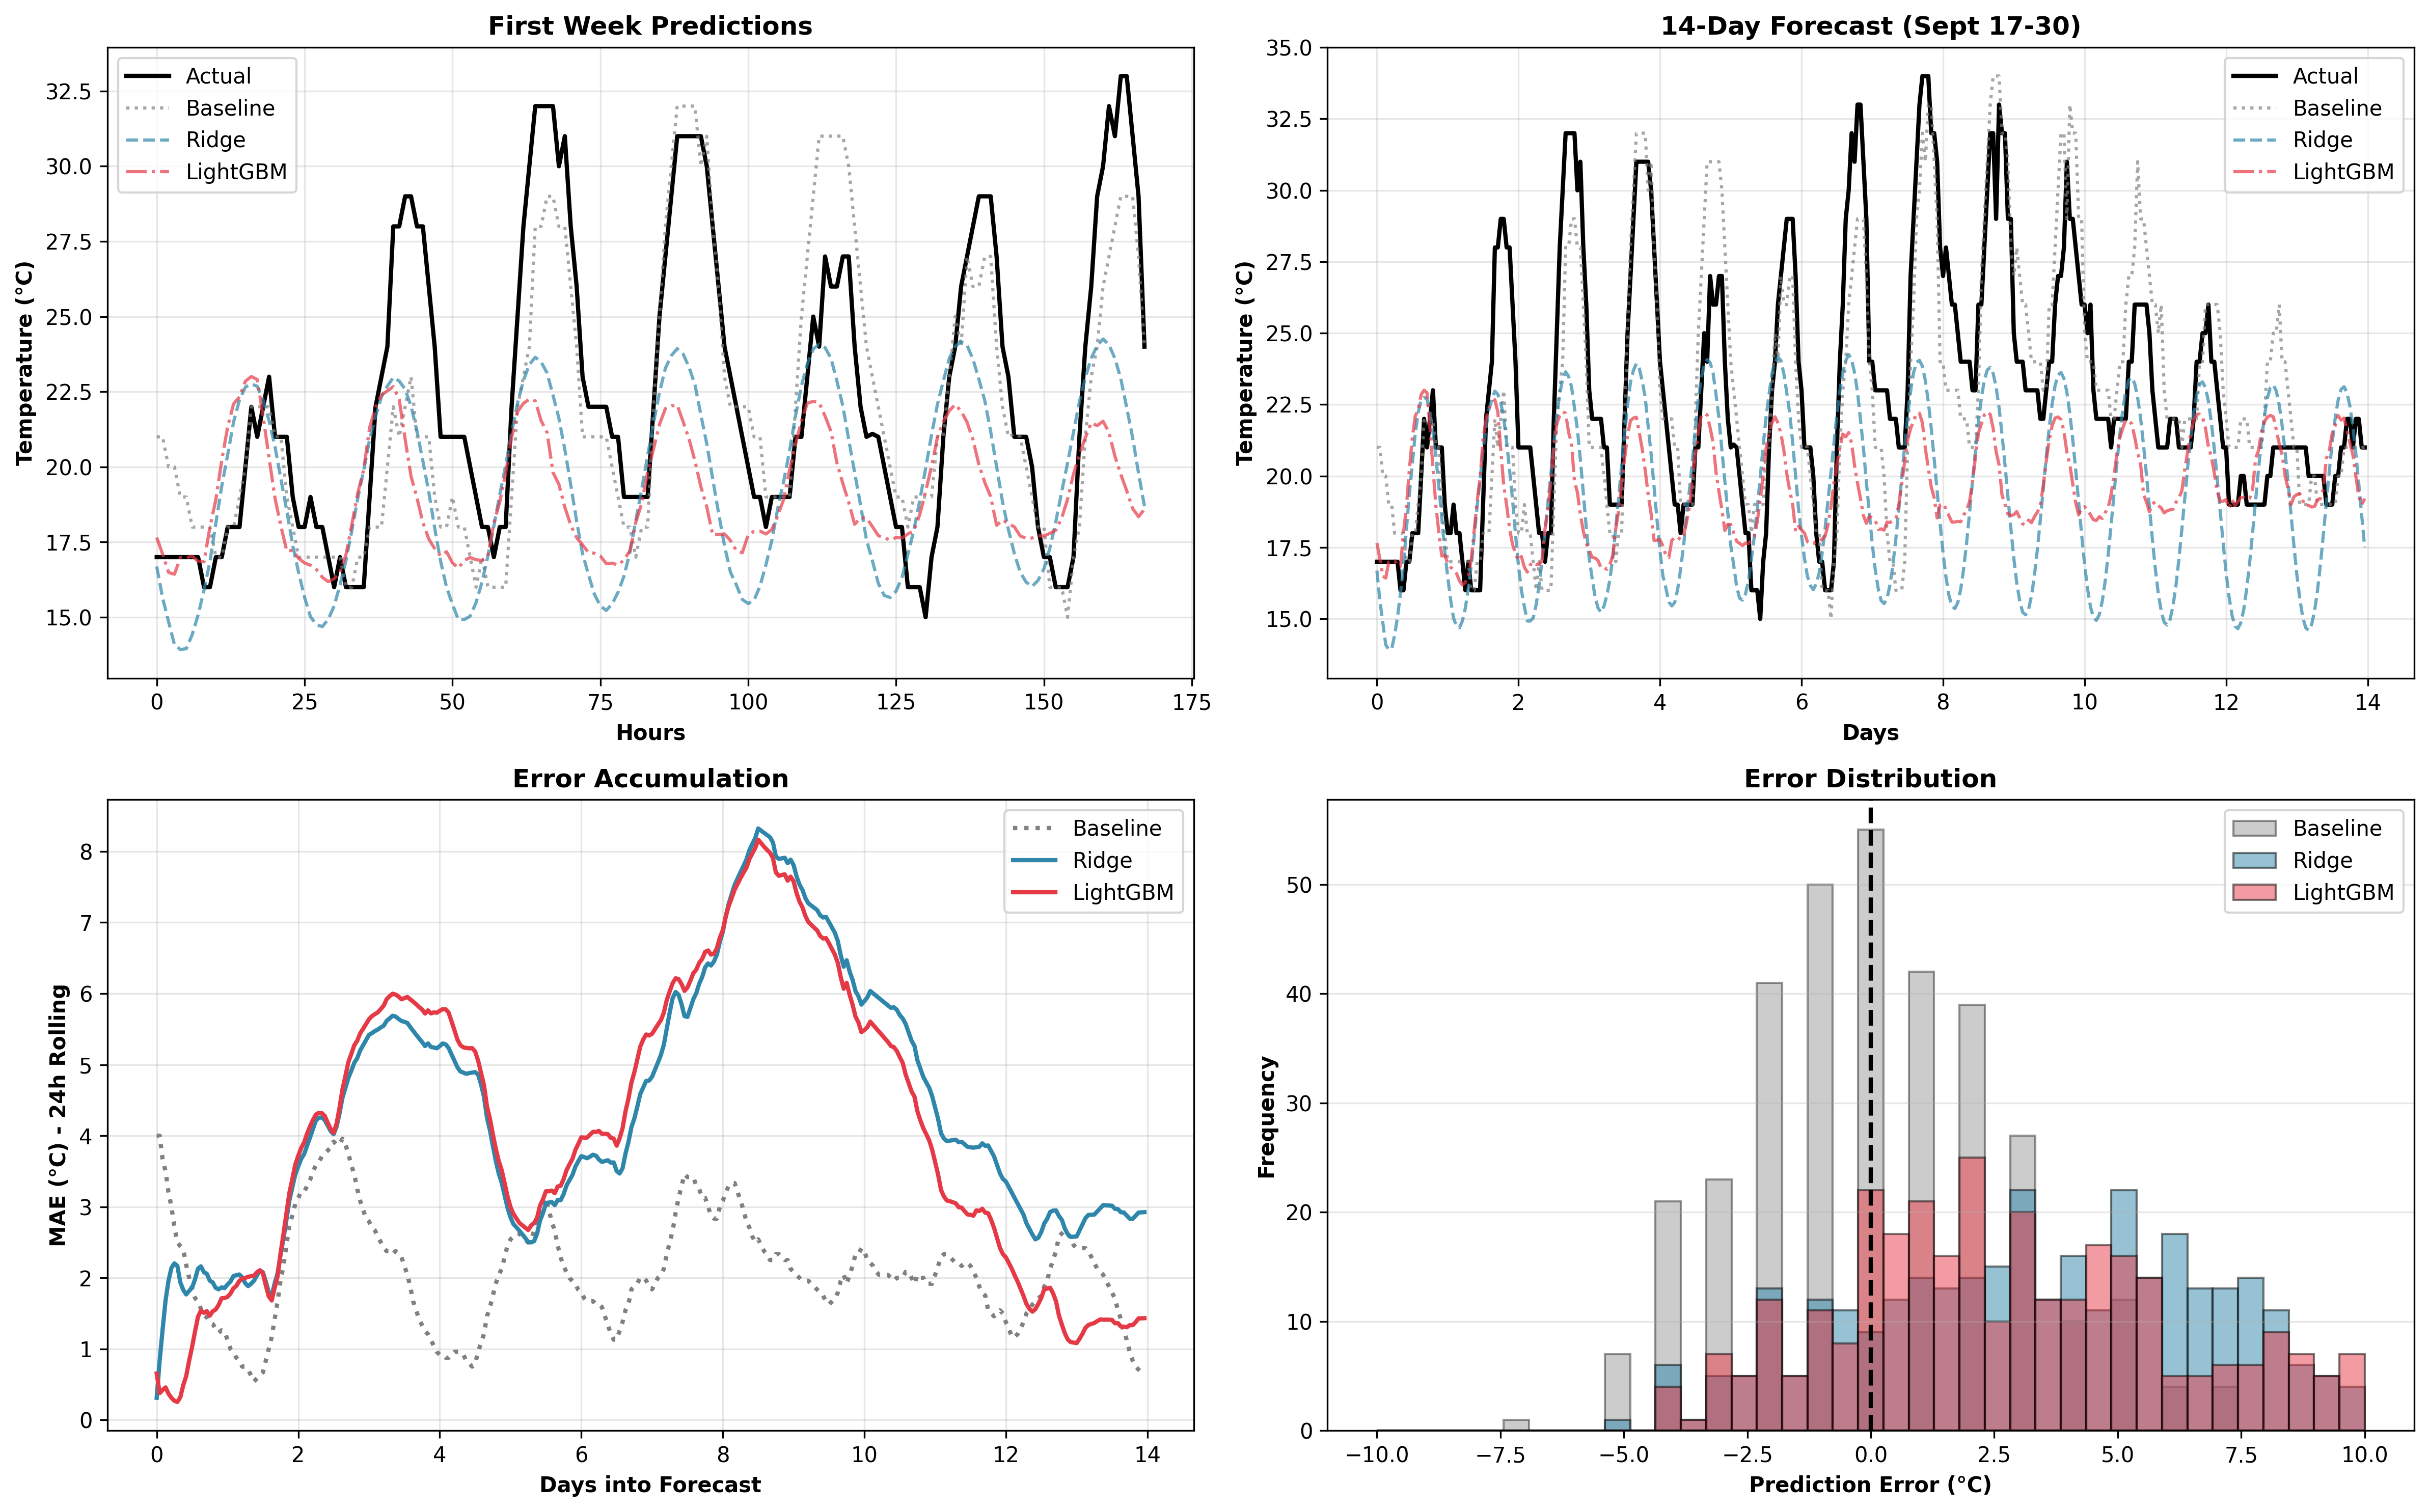 First Week Predictions
Actual
Baseline
Ridge
LightGBM
Temperature (°C)
32.5
30.0
27.5
25.0
22.5
20.0
17.5
15.0
0 25 50 75 100 125 150 175
Hours
14-Day Forecast (Sept 17-30)
Actual
Baseline
Ridge
LightGBM
Temperature (°C)
35.0
32.5
30.0
27.5
25.0
22.5
20.0
17.5
15.0
0 2 4 6 8 10 12 14
Days
Error Accumulation
Baseline
Ridge
LightGBM
MAE (°C) - 24h Rolling
8
7
6
5
4
3
2
1
0
0 2 4 6 8 10 12 14
Days into Forecast
Error Distribution
Baseline
Ridge
LightGBM
Frequency
50
40
30
20
10
0
−10.0 −7.5 −5.0 −2.5 0.0 2.5 5.0 7.5 10.0
Prediction Error (°C)